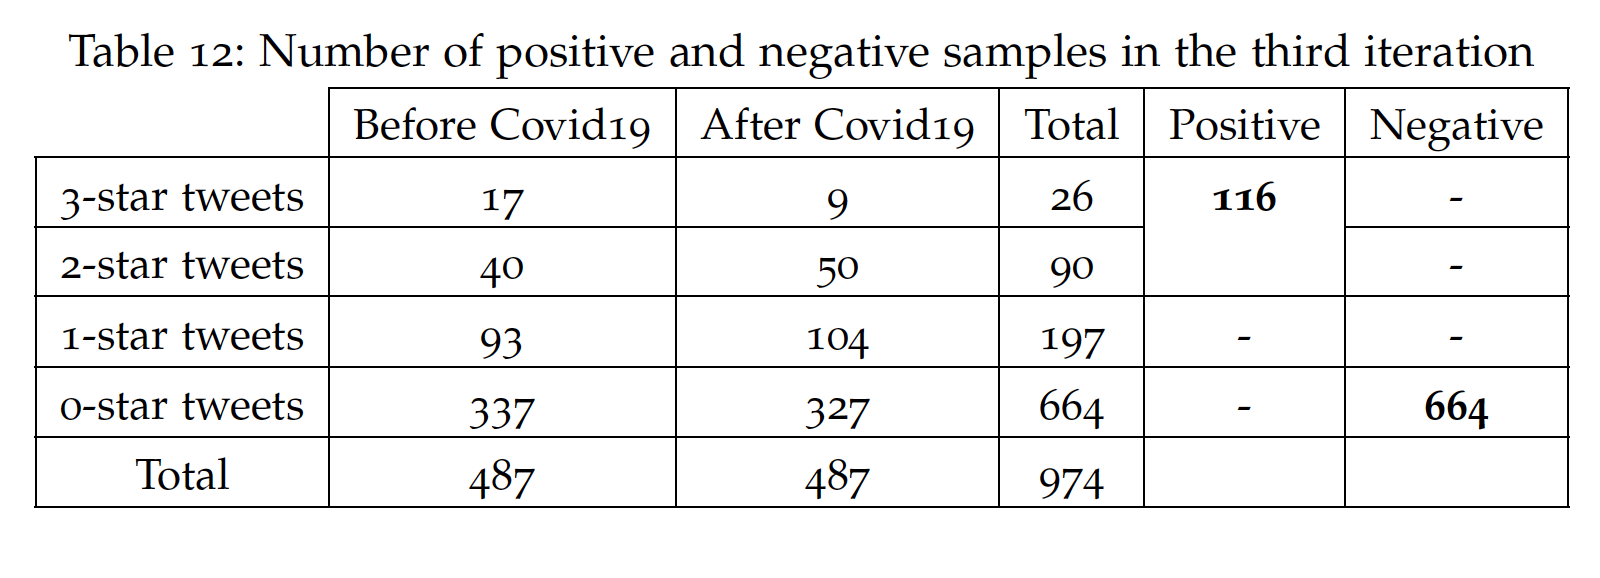 Table 12: Number of positive and negative samples in the third iteration
Before Covid19 After Covid19 Total Positive Negative
3-star tweets 17 9 26 116 -
2-star tweets 40 50 90 -
1-star tweets 93 104 197 - -
0-star tweets 337 327 664 - 664
Total 487 487 974